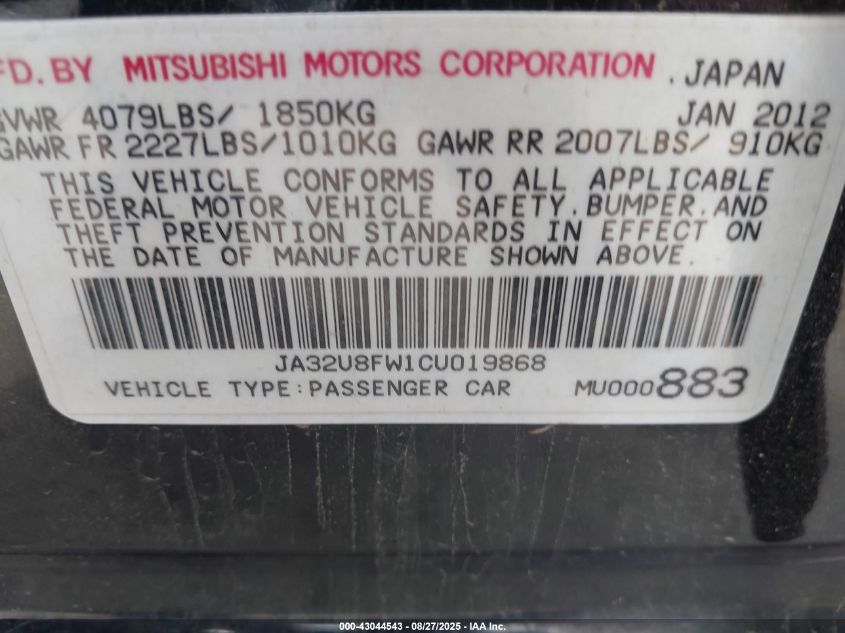 FD. BY MITSUBISHI MOTORS CORPORATION . JAPAN
GVWR 4079LBS/ 1850KG JAN 2012
GAWR FR 2227LBS/1010KG GAWR RR 2007LBS/ 910KG
THIS VEHICLE CONFORMS TO ALL APPLICABLE
FEDERAL MOTOR VEHICLE SAFETY,BUMPER,AND
THEFT PREVENTION STANDARDS IN EFFECT ON
THE DATE OF MANUFACTURE SHOWN ABOVE.
JA32U8FW1CU019868
VEHICLE TYPE:PASSENGER CAR MU000883
000-43044543 - 08/27/2025 - IAA Inc.